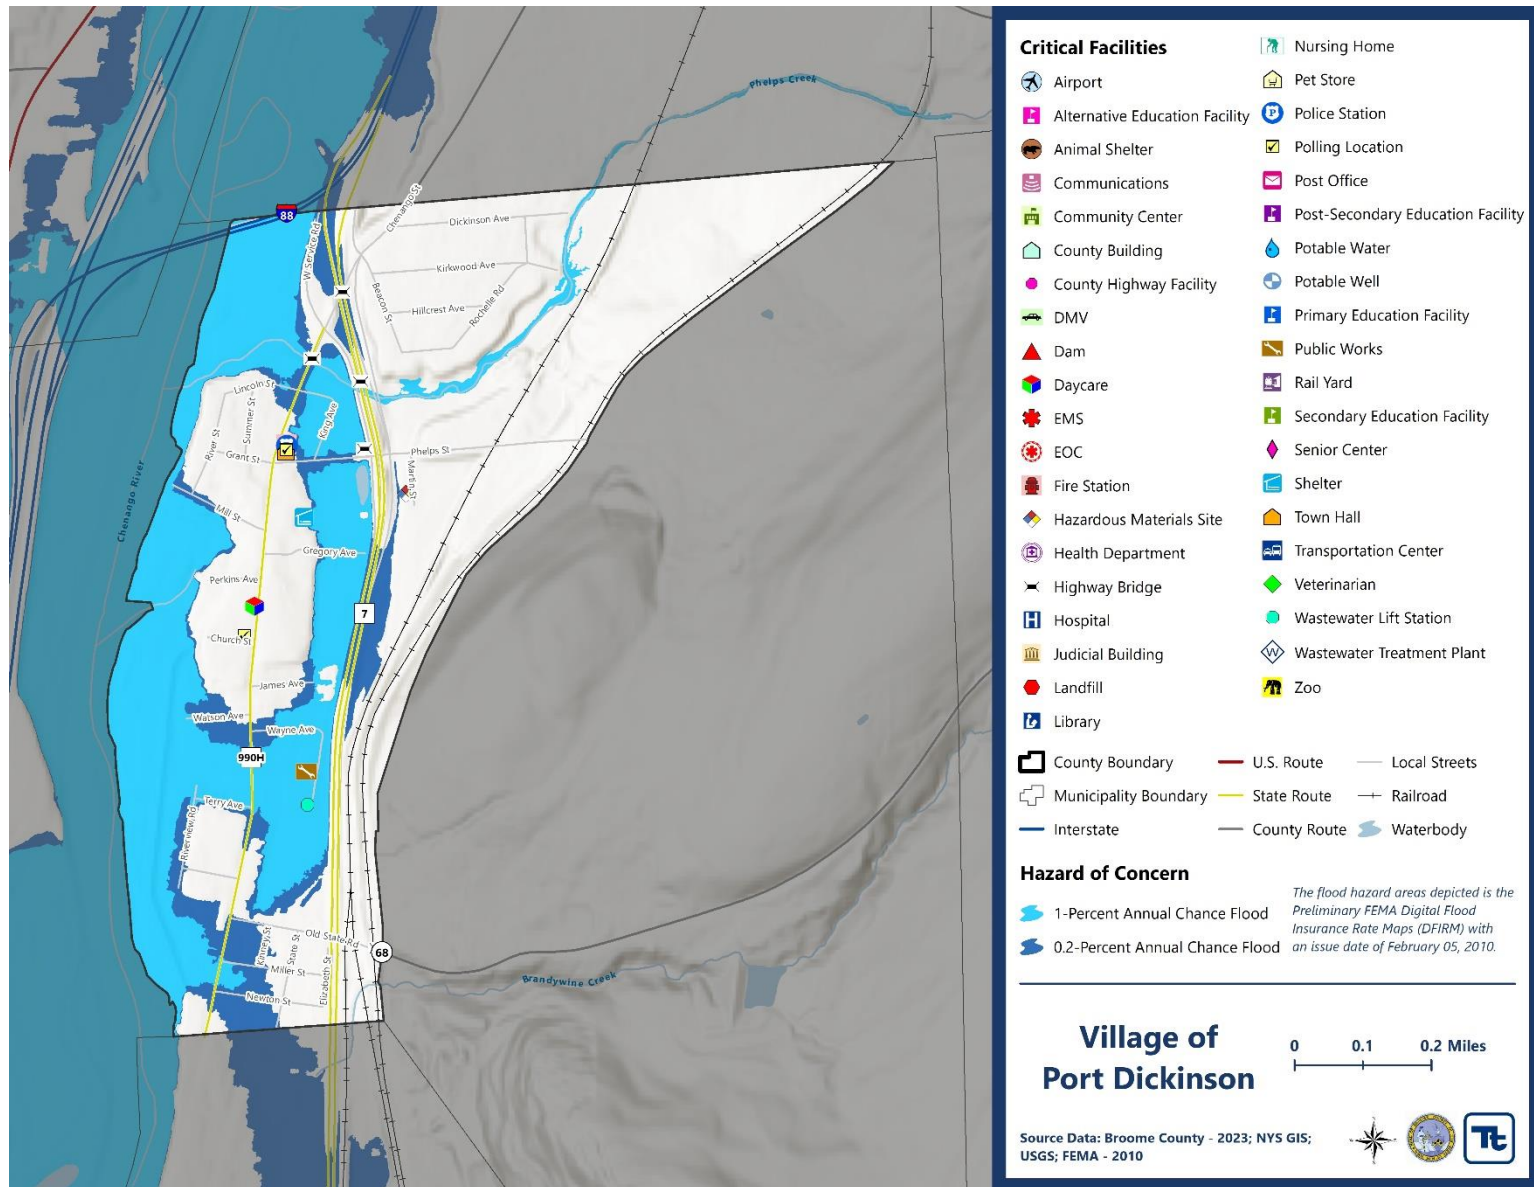 Phelps Creek
88
Chenango St
Dickinson Ave
W Service Rd
Kirkwood Ave
Beacon St
Hillcrest Ave
Rochelle Rd
Lincoln St
Summer St
King Ave
River St
Grant St
Phelps St
Martin St
Chenango River
Mill St
Gregory Ave
Perkins Ave
7
Church St
James Ave
Watson Ave
Wayne Ave
990H
Terry Ave
Riverview Rd
Old State Rd
Kinney St
State St
68
Miller St
Elizabeth St
Newton St
Brandywine Creek
Critical Facilities
Airport
Alternative Education Facility
Animal Shelter
Communications
Community Center
County Building
County Highway Facility
DMV
Dam
Daycare
EMS
EOC
Fire Station
Hazardous Materials Site
Health Department
Highway Bridge
H Hospital
Judicial Building
Landfill
Library
Nursing Home
Pet Store
P Police Station
Polling Location
Post Office
Post-Secondary Education Facility
Potable Water
Potable Well
Primary Education Facility
Public Works
Rail Yard
Secondary Education Facility
Senior Center
Shelter
Town Hall
Transportation Center
Veterinarian
Wastewater Lift Station
W Wastewater Treatment Plant
Zoo
County Boundary
Municipality Boundary
Interstate
U.S. Route
State Route
County Route
Local Streets
Railroad
Waterbody
Hazard of Concern
1-Percent Annual Chance Flood
0.2-Percent Annual Chance Flood
The flood hazard areas depicted is the
Preliminary FEMA Digital Flood
Insurance Rate Maps (DFIRM) with
an issue date of February 05, 2010.
Village of
Port Dickinson
0 0.1 0.2 Miles
Source Data: Broome County - 2023; NYS GIS;
USGS; FEMA - 2010
Tt